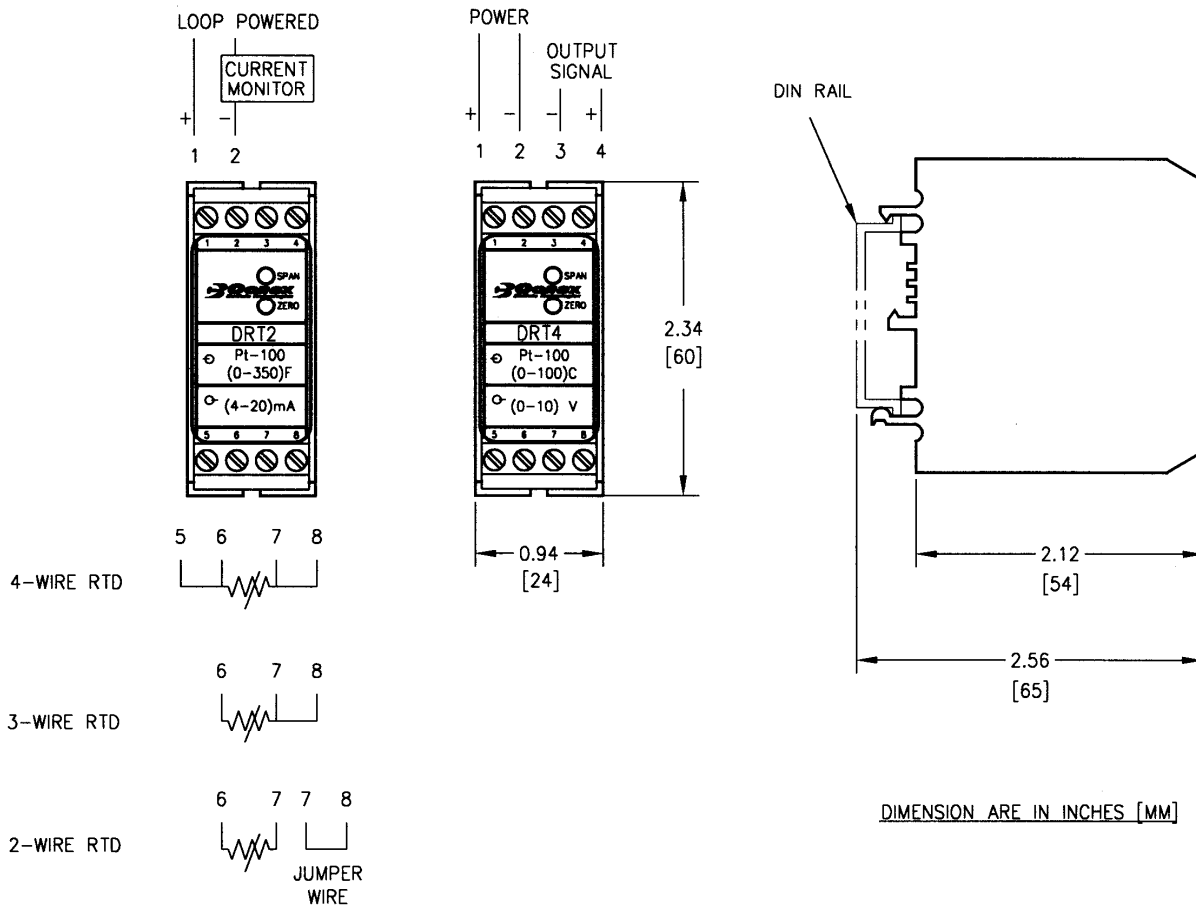 LOOP POWERED
CURRENT
MONITOR
+ -
1 2
1 2 3 4
SPAN
ZERO
DRT2
Pt-100
(0-350)F
(4-20)mA
5 6 7 8
POWER
OUTPUT
SIGNAL
+ - - +
1 2 3 4
1 2 3 4
SPAN
ZERO
DRT4
Pt-100
(0-100)C
(0-10) V
5 6 7 8
2.34
[60]
0.94
[24]
DIN RAIL
2.12
[54]
2.56
[65]
4-WIRE RTD
5 6 7 8
3-WIRE RTD
6 7 8
2-WIRE RTD
6 7 7 8
JUMPER
WIRE
DIMENSION ARE IN INCHES [MM]